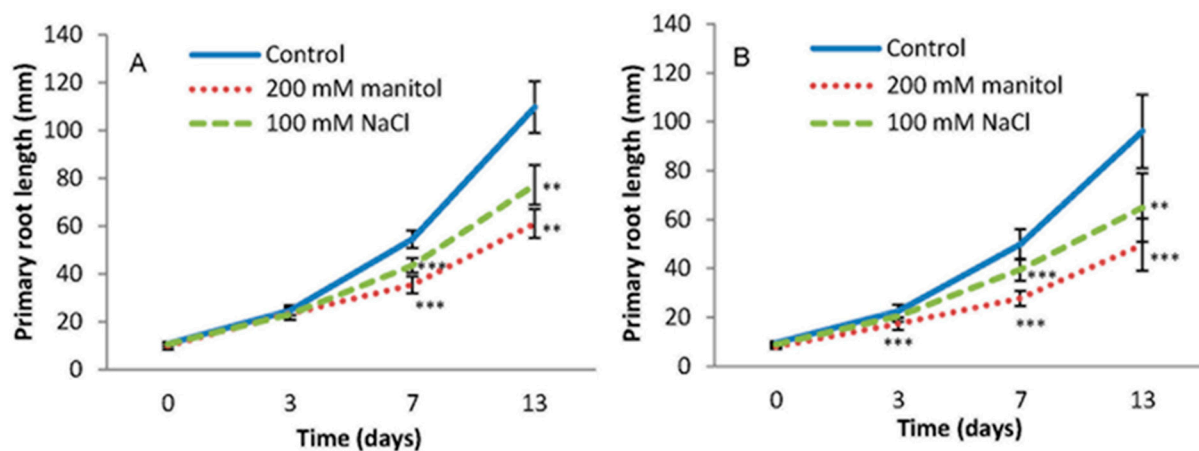 A
Control
200 mM manitol
100 mM NaCl
Primary root length (mm)
140
120
100
80
60
40
20
0
**
**
***
***
0 3 7 13
Time (days)
B
Control
200 mM manitol
100 mM NaCl
Primary root length (mm)
140
120
100
80
60
40
20
0
**
***
***
***
***
0 3 7 13
Time (days)